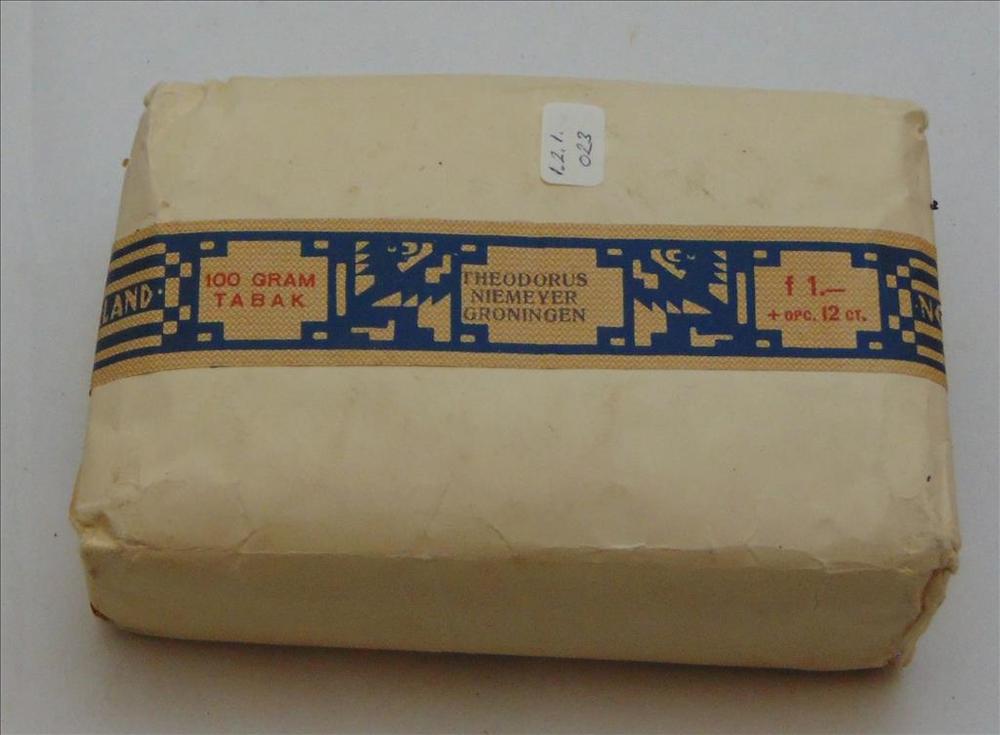 1.2.1.
023
LAND·
100 GRAM
TABAK
THEODORUS
NIEMEYER
GRONINGEN
f 1.—
+ OPC. 12 CT.